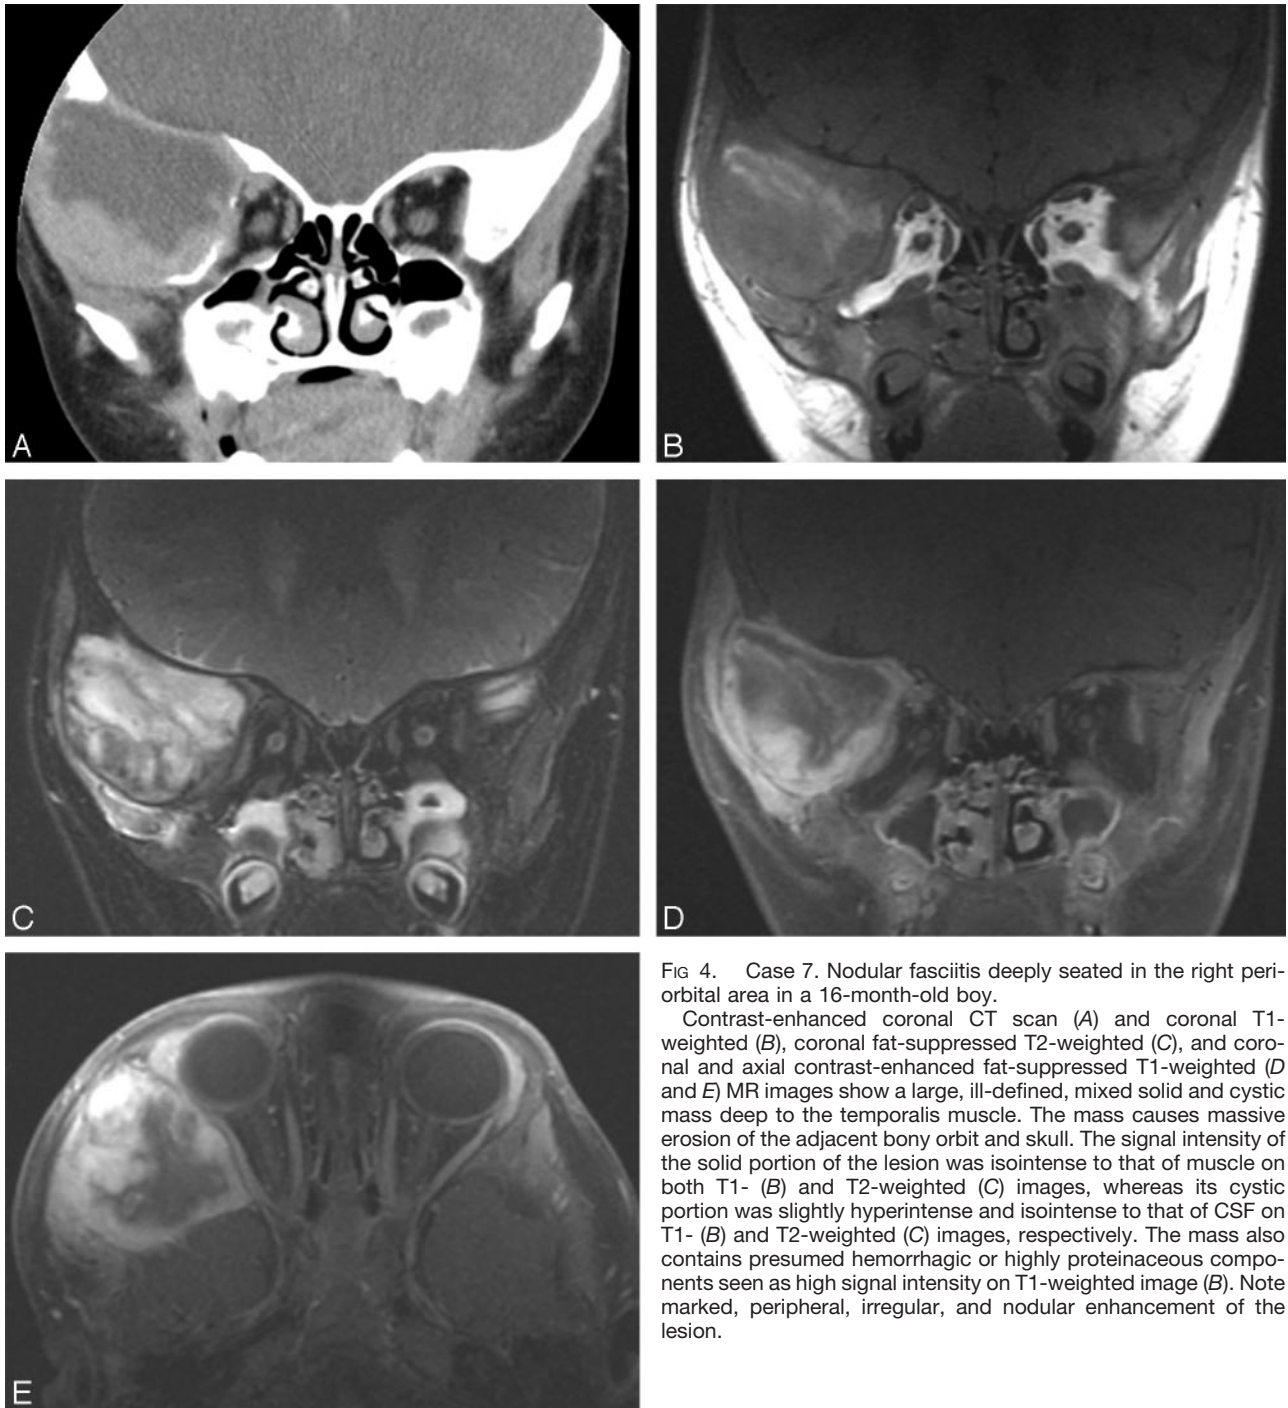 A
B
C
D
E
FIG 4. Case 7. Nodular fasciitis deeply seated in the right peri-
orbital area in a 16-month-old boy.
Contrast-enhanced coronal CT scan (A) and coronal T1-
weighted (B), coronal fat-suppressed T2-weighted (C), and coro-
nal and axial contrast-enhanced fat-suppressed T1-weighted (D
and E) MR images show a large, ill-defined, mixed solid and cystic
mass deep to the temporalis muscle. The mass causes massive
erosion of the adjacent bony orbit and skull. The signal intensity of
the solid portion of the lesion was isointense to that of muscle on
both T1- (B) and T2-weighted (C) images, whereas its cystic
portion was slightly hyperintense and isointense to that of CSF on
T1- (B) and T2-weighted (C) images, respectively. The mass also
contains presumed hemorrhagic or highly proteinaceous compo-
nents seen as high signal intensity on T1-weighted image (B). Note
marked, peripheral, irregular, and nodular enhancement of the
lesion.